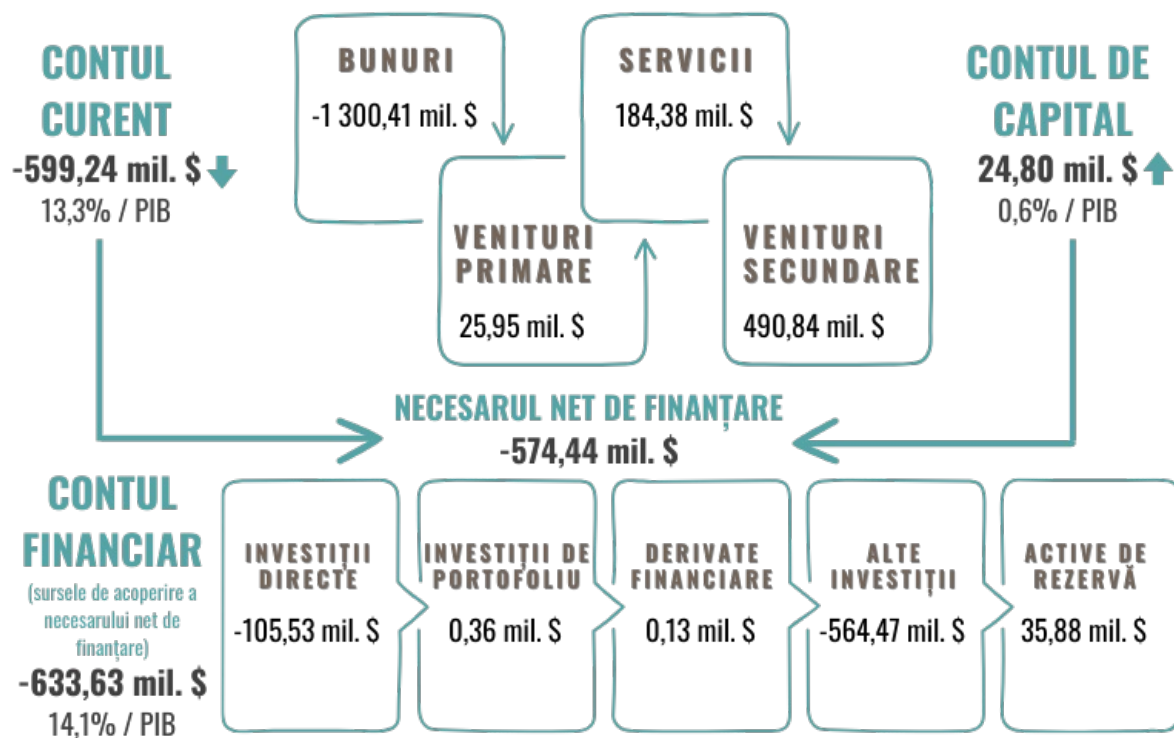 CONTUL
CURENT
-599,24 mil. $
13,3% / PIB
BUNURI
-1 300,41 mil. $
SERVICII
184,38 mil. $
VENITURI
PRIMARE
25,95 mil. $
VENITURI
SECUNDARE
490,84 mil. $
CONTUL DE
CAPITAL
24,80 mil. $
0,6% / PIB
NECESARUL NET DE FINANȚARE
-574,44 mil. $
CONTUL
FINANCIAR
(sursele de acoperire a
necesarului net de
finanțare)
-633,63 mil. $
14,1% / PIB
INVESTIȚII
DIRECTE
-105,53 mil. $
INVESTIȚII DE
PORTOFOLIU
0,36 mil. $
DERIVATE
FINANCIARE
0,13 mil. $
ALTE
INVESTIȚII
-564,47 mil. $
ACTIVE DE
REZERVĂ
35,88 mil. $